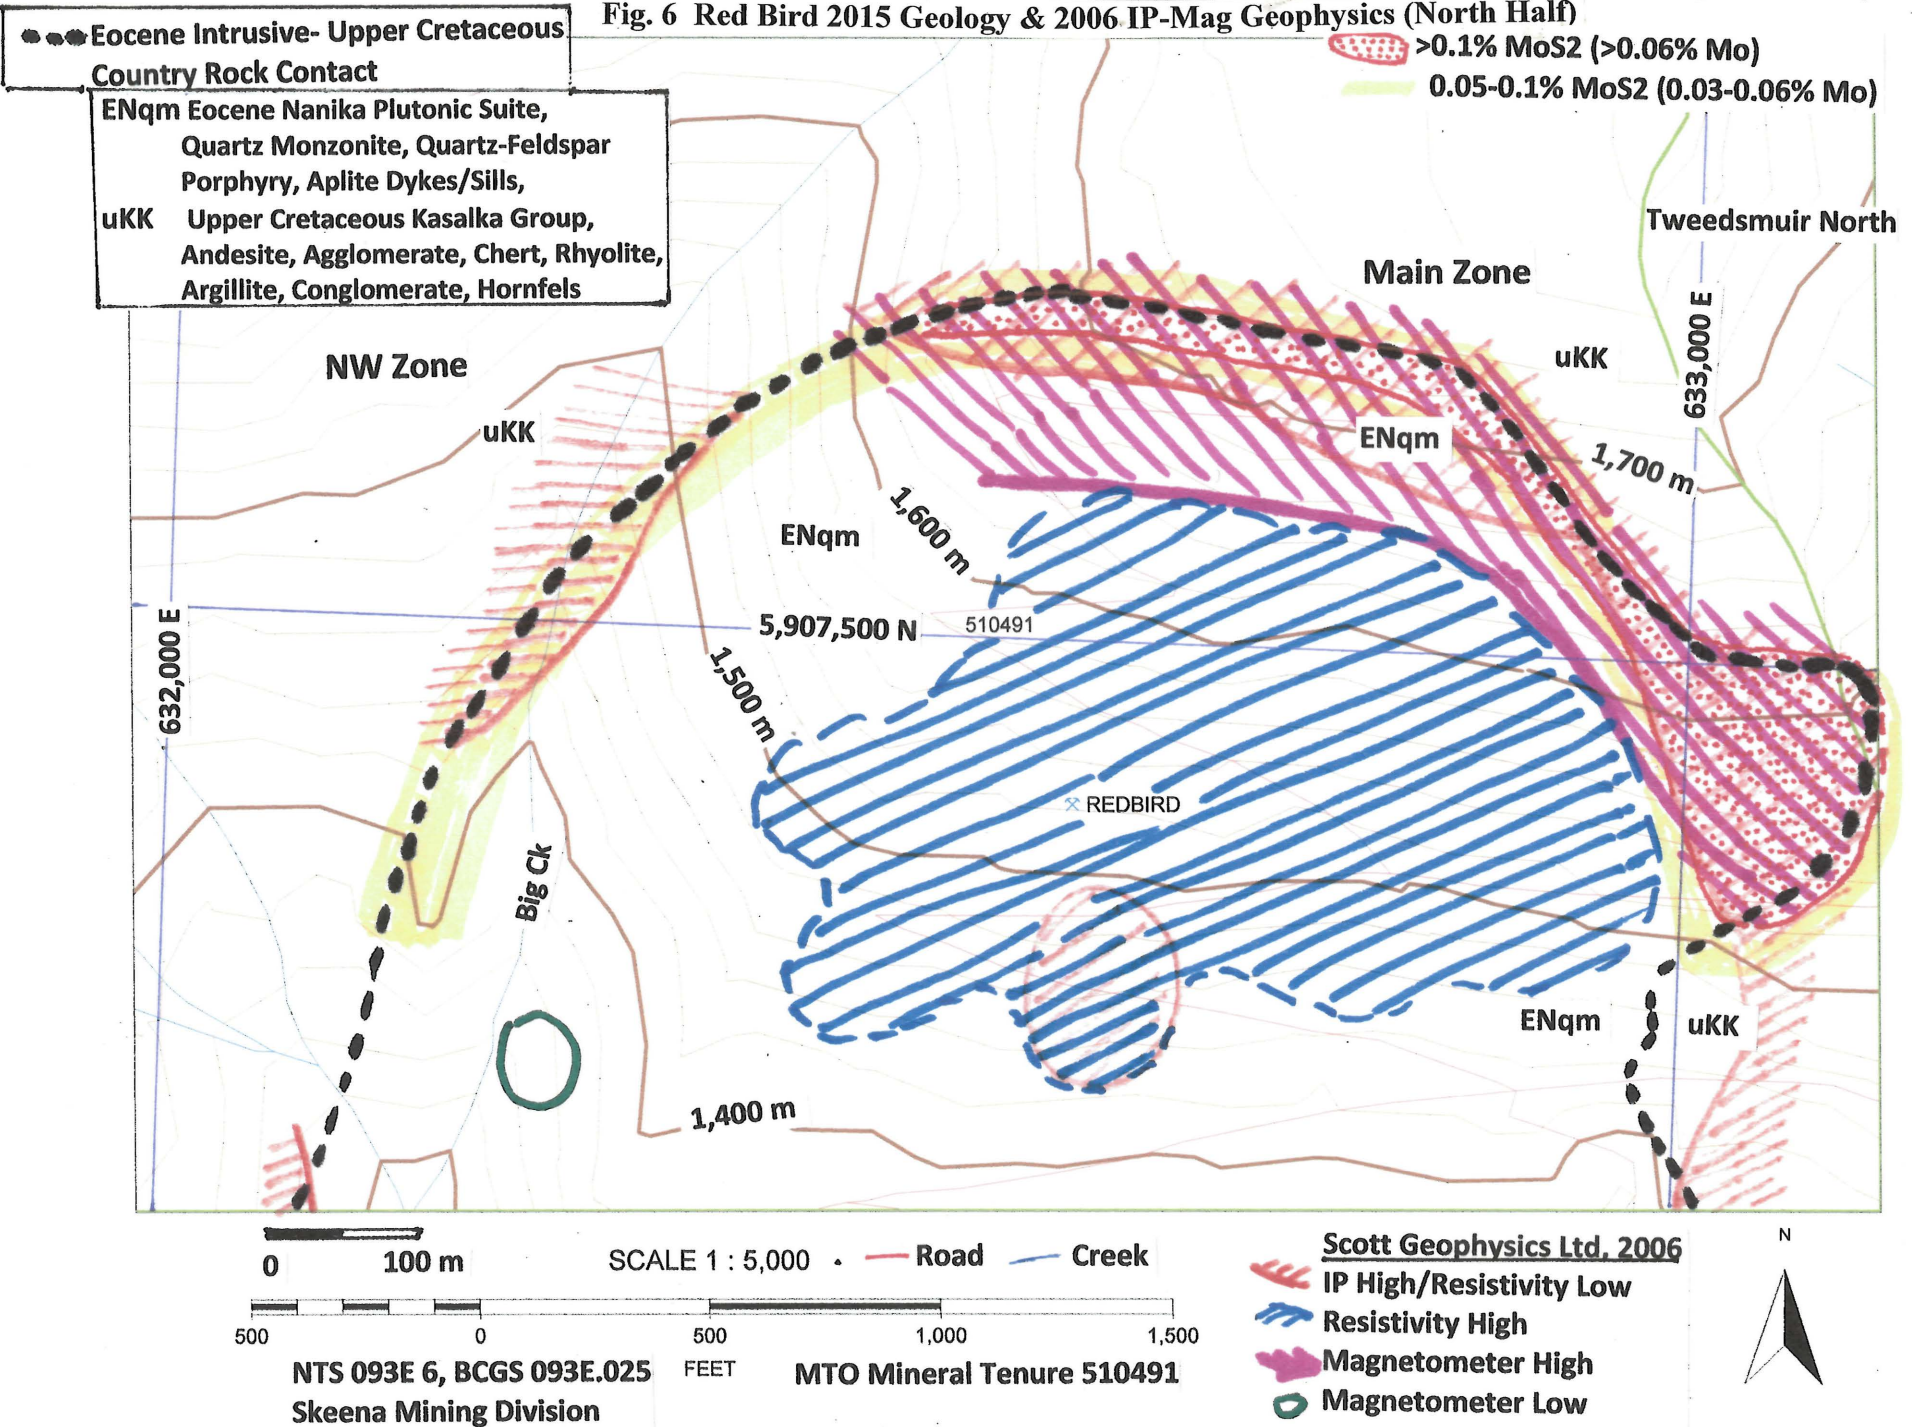 Fig. 6 Red Bird 2015 Geology & 2006 IP-Mag Geophysics (North Half)
Eocene Intrusive- Upper Cretaceous
Country Rock Contact
ENqm Eocene Nanika Plutonic Suite,
Quartz Monzonite, Quartz-Feldspar
Porphyry, Aplite Dykes/Sills,
uKK Upper Cretaceous Kasalka Group,
Andesite, Agglomerate, Chert, Rhyolite,
Argillite, Conglomerate, Hornfels
>0.1% MoS2 (>0.06% Mo)
0.05-0.1% MoS2 (0.03-0.06% Mo)
Tweedsmuir North
Main Zone
NW Zone
uKK
633,000 E
uKK
ENqm
1,700 m
ENqm
1,600 m
5,907,500 N
510491
632,000 E
1,500 m
REDBIRD
Big Ck
ENqm
uKK
1,400 m
0 100 m
SCALE 1 : 5,000
Road
Creek
500 0 500 1,000 1,500
FEET
NTS 093E 6, BCGS 093E.025
MTO Mineral Tenure 510491
Skeena Mining Division
Scott Geophysics Ltd, 2006
IP High/Resistivity Low
Resistivity High
Magnetometer High
Magnetometer Low
N